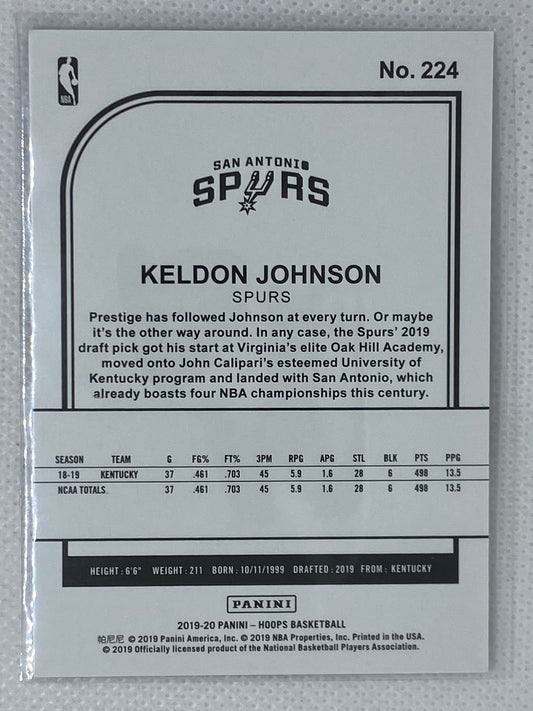 No. 224
NBA
SAN ANTONIO
SPURS
KELDON JOHNSON
SPURS
Prestige has followed Johnson at every turn. Or maybe
it's the other way around. In any case, the Spurs' 2019
draft pick got his start at Virginia's elite Oak Hill Academy,
moved onto John Calipari's esteemed University of
Kentucky program and landed with San Antonio, which
already boasts four NBA championships this century.
SEASON TEAM G FG% FT% 3PM RPG APG STL BLK PTS PPG
18-19 KENTUCKY 37 .461 .703 45 5.9 1.6 28 6 498 13.5
NCAA TOTALS 37 .461 .703 45 5.9 1.6 28 6 498 13.5
HEIGHT: 6'6" WEIGHT: 211 BORN: 10/11/1999 DRAFTED: 2019 FROM: KENTUCKY
PANINI
2019-20 PANINI – HOOPS BASKETBALL
帕尼尼 © 2019 Panini America, Inc. © 2019 NBA Properties, Inc. Printed in the USA.
© 2019 Officially licensed product of the National Basketball Players Association.